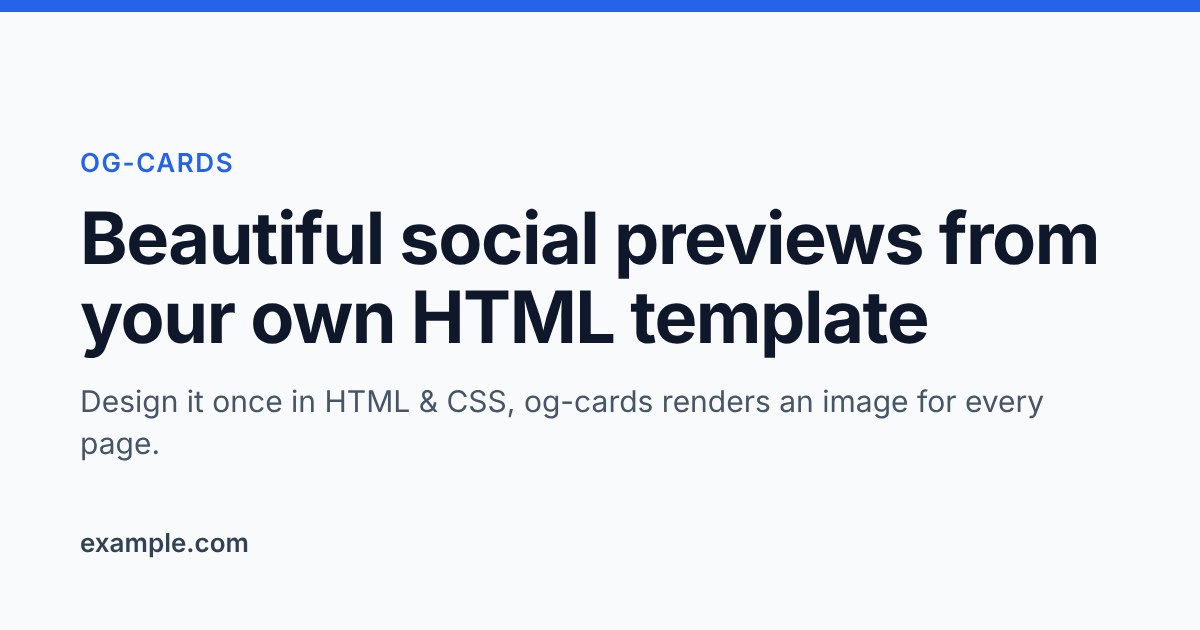 OG-CARDS
Beautiful social previews from
your own HTML template
Design it once in HTML & CSS, og-cards renders an image for every
page.
example.com